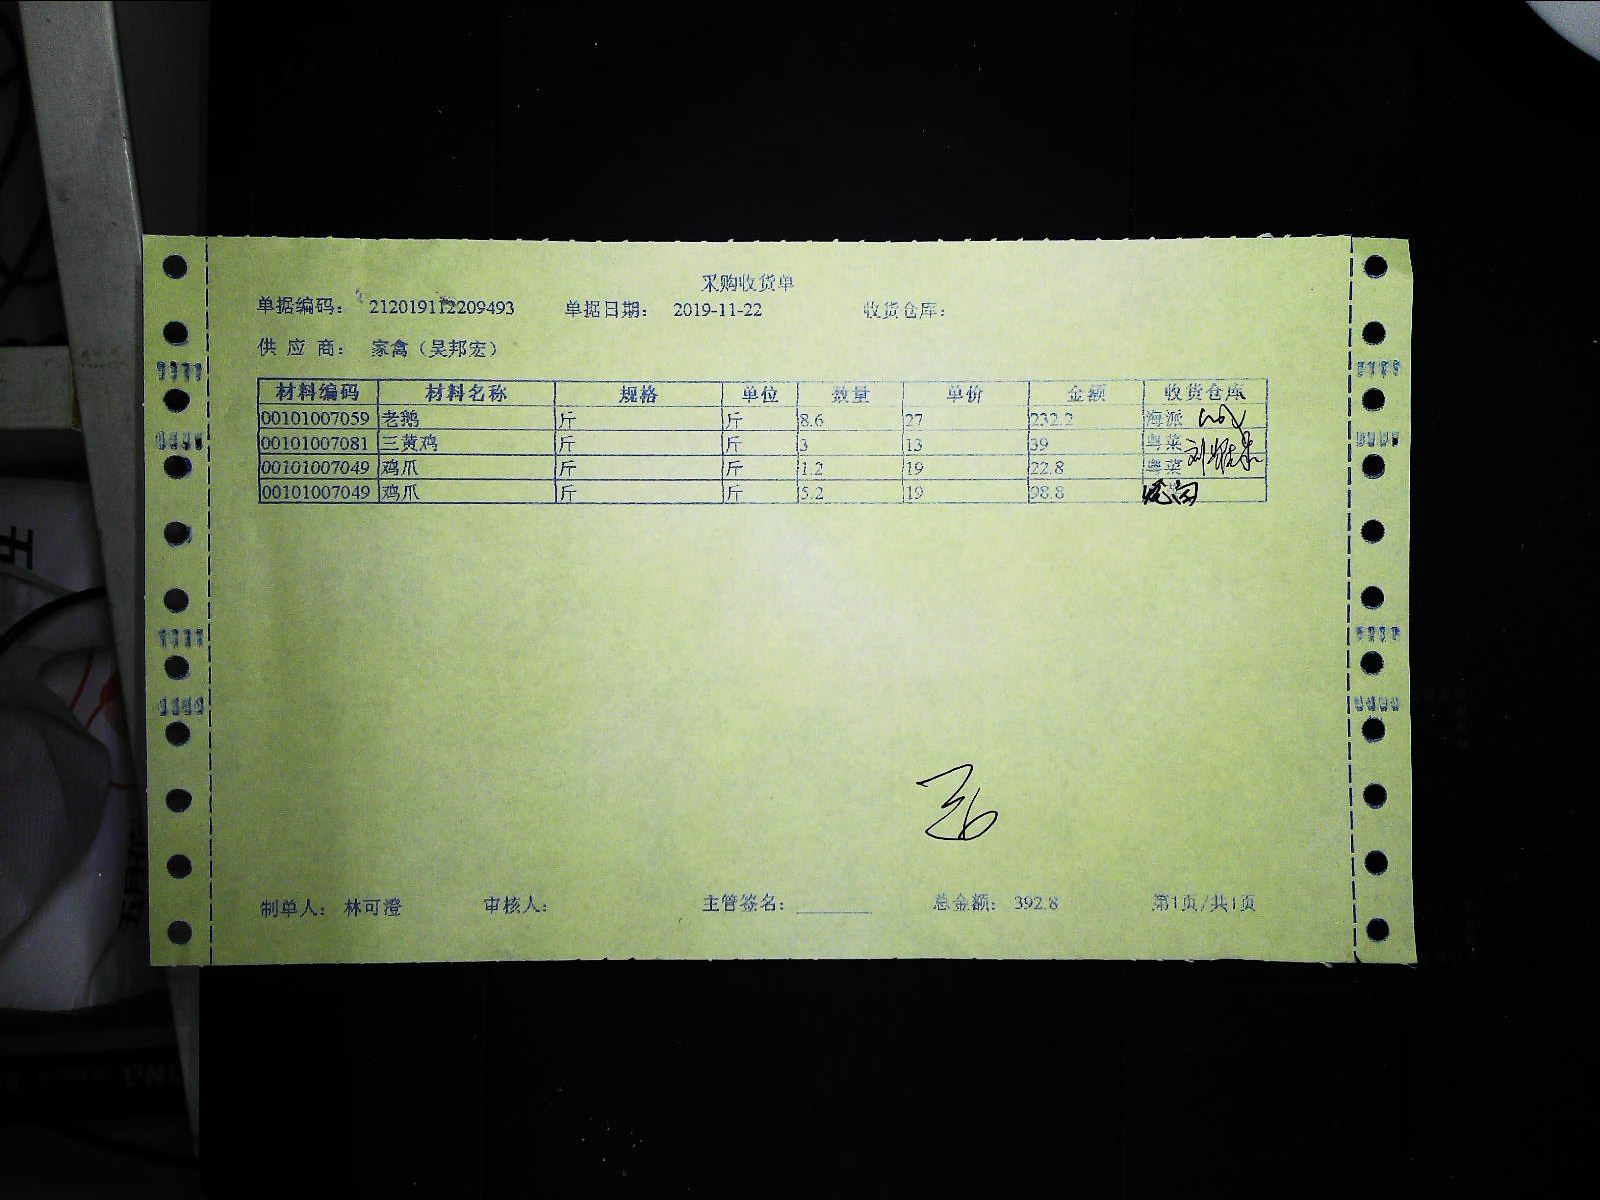 采购收货单
单据编码： 212019112209493 单据日期： 2019-11-22 收货仓库：
供 应 商： 家禽（吴邦宏）
材料编码 材料名称 规格 单位 数量 单价 金额 收货仓库
00101007059 老鹅 斤 斤 8.6 27 232.2 海派
00101007081 三黄鸡 斤 斤 3 13 39 粤菜
00101007049 鸡爪 斤 斤 1.2 19 22.8 粤菜
00101007049 鸡爪 斤 斤 5.2 19 98.8
制单人： 林可澄 审核人： 主管签名： 总金额： 392.8 第1页/共1页